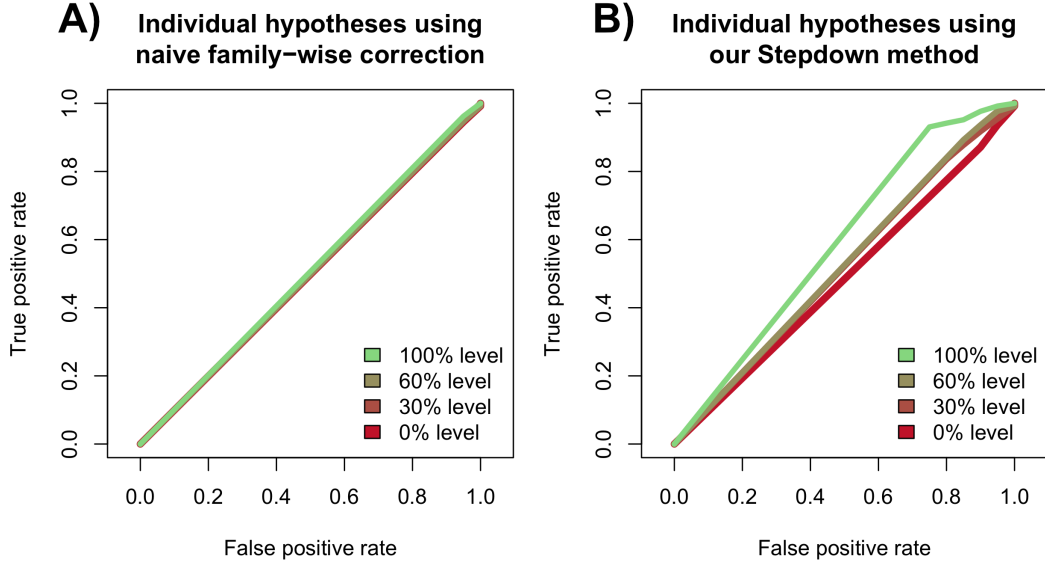 A)
Individual hypotheses using
naive family−wise correction
True positive rate
1.0
0.8
0.6
0.4
0.2
0.0
100% level
60% level
30% level
0% level
0.0 0.2 0.4 0.6 0.8 1.0
False positive rate
B)
Individual hypotheses using
our Stepdown method
True positive rate
1.0
0.8
0.6
0.4
0.2
0.0
100% level
60% level
30% level
0% level
0.0 0.2 0.4 0.6 0.8 1.0
False positive rate